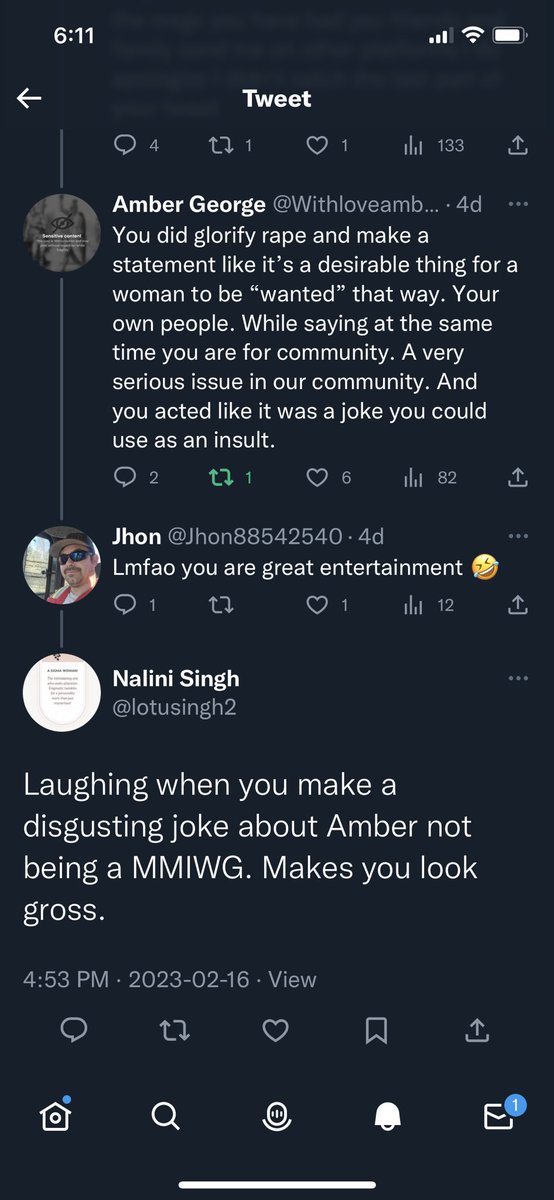 6:11
Tweet
4 1 1 133
Amber George @Withloveamb... · 4d
Sensitive content
You did glorify rape and make a
statement like it’s a desirable thing for a
woman to be “wanted” that way. Your
own people. While saying at the same
time you are for community. A very
serious issue in our community. And
you acted like it was a joke you could
use as an insult.
2 1 6 82
Jhon @Jhon88542540 · 4d
Lmfao you are great entertainment 🤣
1 1 12
A SIGMA WOMAN
Nalini Singh
@lotusingh2
Laughing when you make a
disgusting joke about Amber not
being a MMIWG. Makes you look
gross.
4:53 PM · 2023-02-16 · View
1